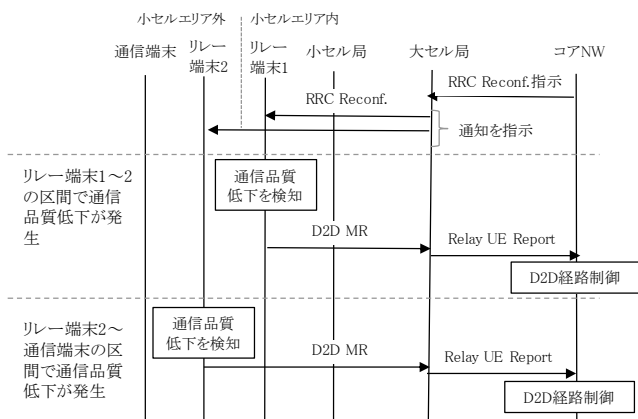 小セルエリア外
小セルエリア内
通信端末
リレー
端末2
リレー
端末1
小セル局
大セル局
コアNW
RRC Reconf.指示
RRC Reconf.
通知を指示
リレー端末1～2
の区間で通信
品質低下が発
生
通信品質
低下を検知
D2D MR
Relay UE Report
D2D経路制御
リレー端末2～
通信端末の区
間で通信品質
低下が発生
通信品質
低下を検知
D2D MR
Relay UE Report
D2D経路制御